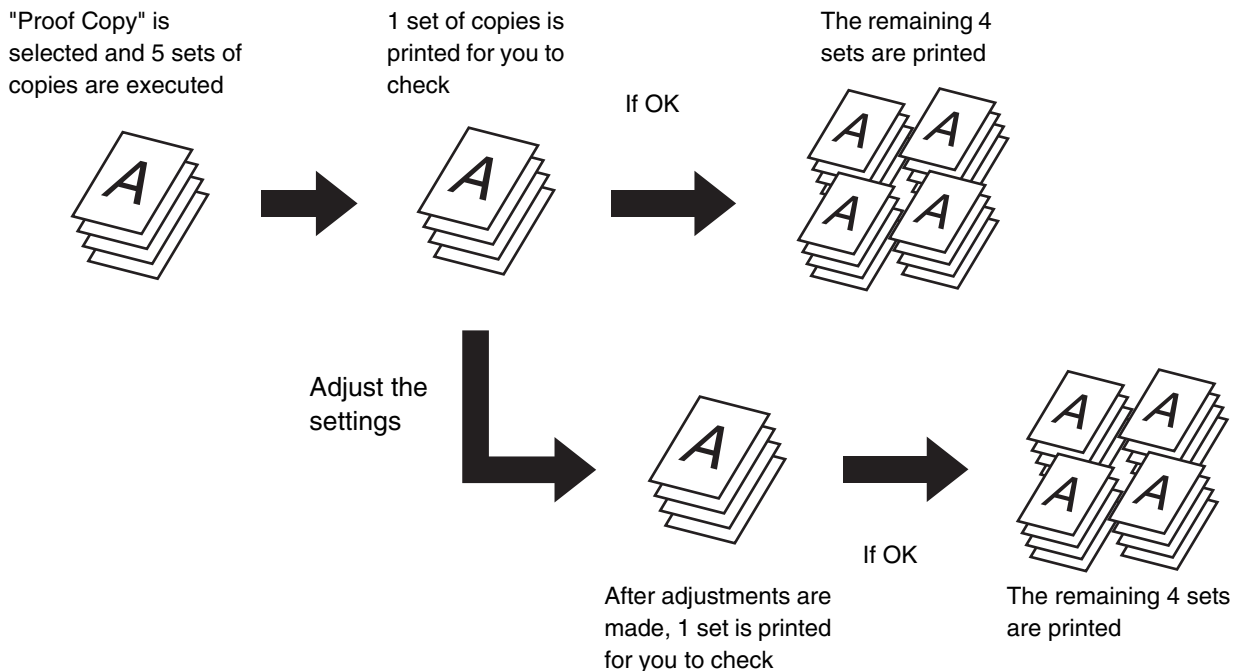 "Proof Copy" is
selected and 5 sets of
copies are executed
1 set of copies is
printed for you to
check
If OK
The remaining 4
sets are printed
A
A
A
A
A
A
Adjust the
settings
A
If OK
A
A
A
A
After adjustments are
made, 1 set is printed
for you to check
The remaining 4 sets
are printed